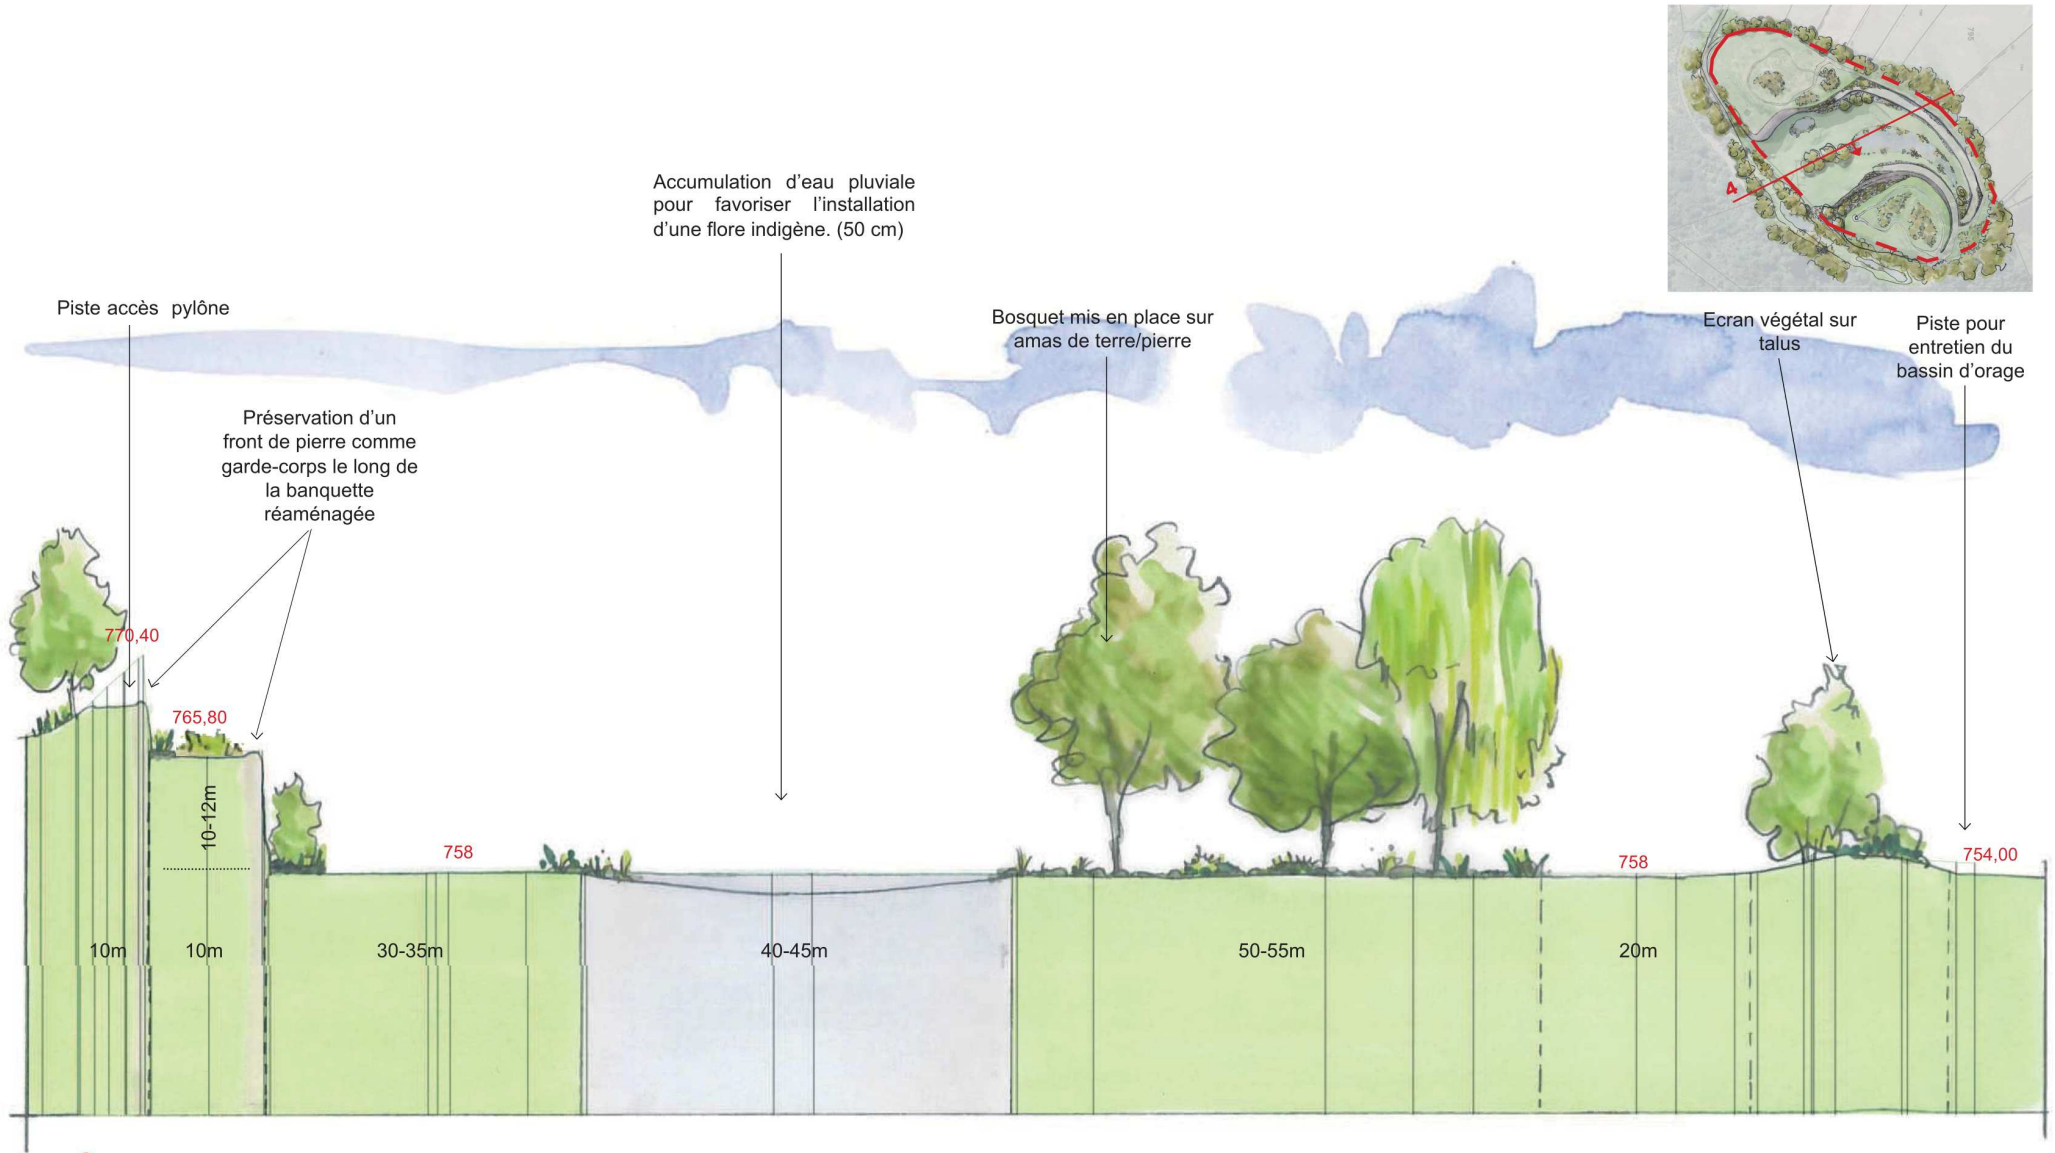 795
4
Accumulation d'eau pluviale
pour favoriser l'installation
d'une flore indigène. (50 cm)
Piste accès pylône
Bosquet mis en place sur
amas de terre/pierre
Ecran végétal sur
talus
Piste pour
entretien du
bassin d'orage
Préservation d'un
front de pierre comme
garde-corps le long de
la banquette
réaménagée
770,40
765,80
10-12m
758
758
754,00
10m
10m
30-35m
40-45m
50-55m
20m